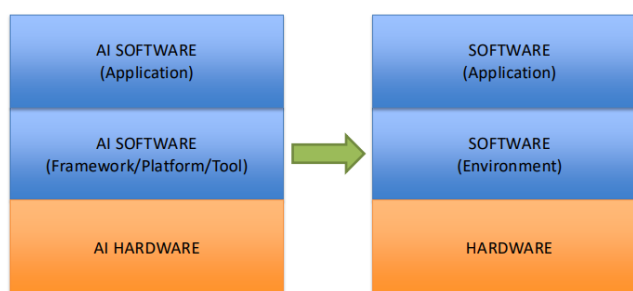 AI SOFTWARE
(Application)
AI SOFTWARE
(Framework/Platform/Tool)
AI HARDWARE
SOFTWARE
(Application)
SOFTWARE
(Environment)
HARDWARE